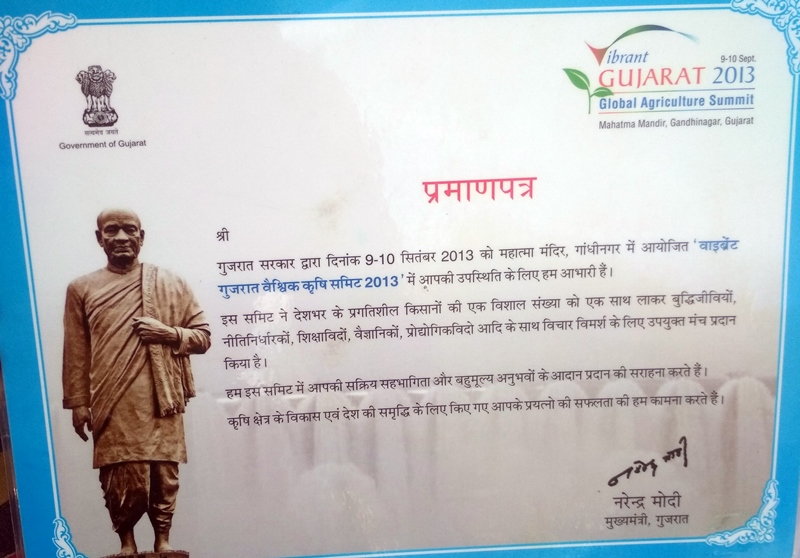 सत्यमेव जयते
Government of Gujarat
Vibrant
9-10 Sept.
GUJARAT 2013
Global Agriculture Summit
Mahatma Mandir, Gandhinagar, Gujarat
प्रमाणपत्र
श्री
गुजरात सरकार द्वारा दिनांक 9-10 सितंबर 2013 को महात्मा मंदिर, गांधीनगर में आयोजित 'वाइब्रेंट
गुजरात वैश्विक कृषि समिट 2013' में आपकी उपस्थिति के लिए हम आभारी हैं।
इस समिट ने देशभर के प्रगतिशील किसानों की एक विशाल संख्या को एक साथ लाकर बुद्धिजीवियों,
नीतिनिर्धारकों, शिक्षाविदों, वैज्ञानिकों, प्रोद्योगिकविदो आदि के साथ विचार विमर्श के लिए उपयुक्त मंच प्रदान
किया है।
हम इस समिट में आपकी सक्रिय सहभागिता और बहुमूल्य अनुभवों के आदान प्रदान की सराहना करते हैं।
कृषि क्षेत्र के विकास एवं देश की समृद्धि के लिए किए गए आपके प्रयत्नो की सफलता की हम कामना करते हैं।
नरेन्द्र मोदी
नरेन्द्र मोदी
मुख्यमंत्री, गुजरात